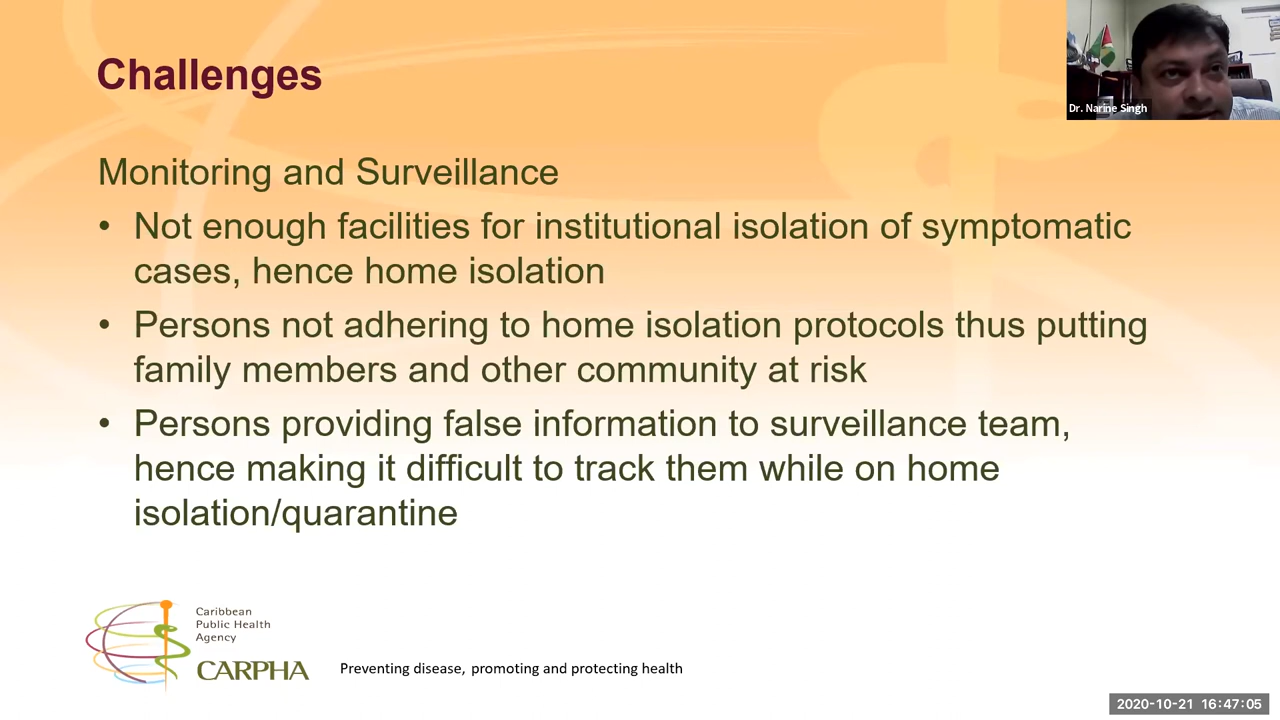 Challenges
Dr. Narine Singh
Monitoring and Surveillance
• Not enough facilities for institutional isolation of symptomatic
cases, hence home isolation
• Persons not adhering to home isolation protocols thus putting
family members and other community at risk
• Persons providing false information to surveillance team,
hence making it difficult to track them while on home
isolation/quarantine
Caribbean
Public Health
Agency
CARPHA
Preventing disease, promoting and protecting health
2020-10-21 16:47:05